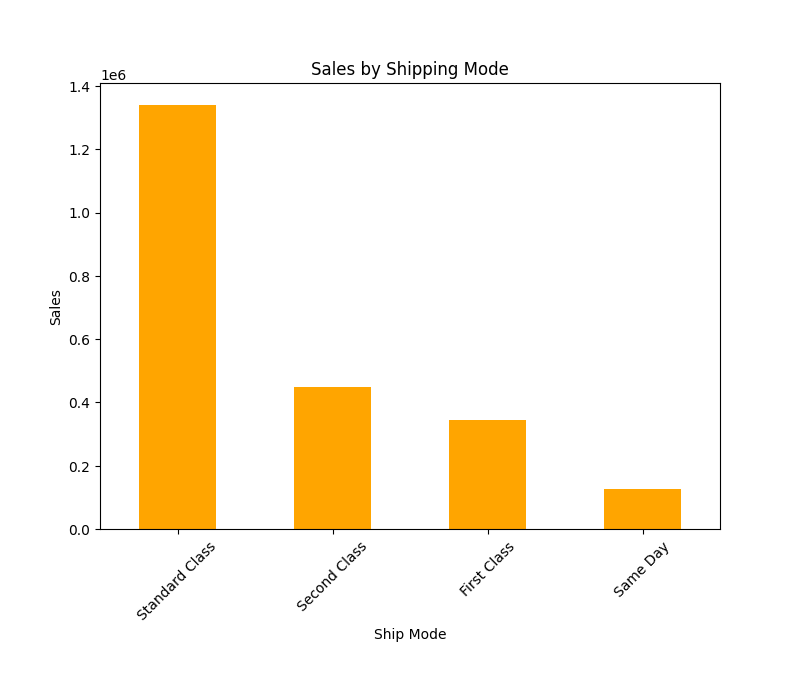 Sales by Shipping Mode
1e6
1.4
1.2
1.0
0.8
0.6
0.4
0.2
0.0
Sales
Standard Class
Second Class
First Class
Same Day
Ship Mode